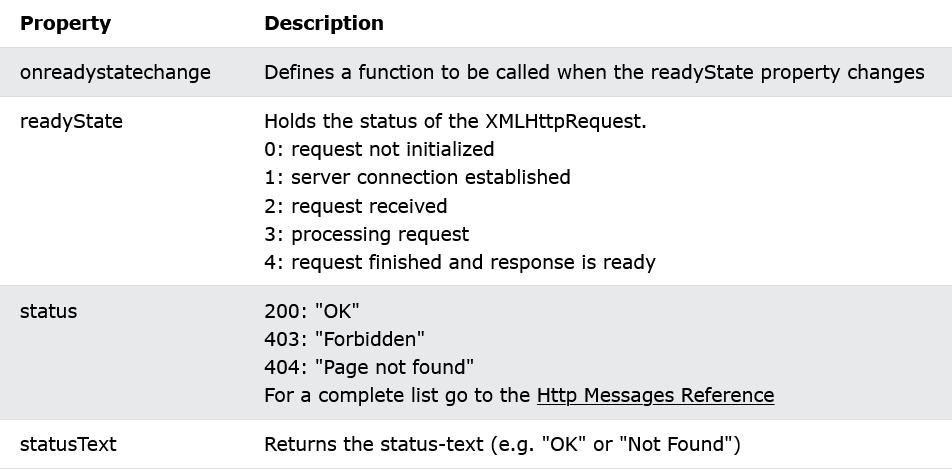 Property Description
onreadystatechange Defines a function to be called when the readyState property changes
readyState Holds the status of the XMLHttpRequest.
0: request not initialized
1: server connection established
2: request received
3: processing request
4: request finished and response is ready
status 200: "OK"
403: "Forbidden"
404: "Page not found"
For a complete list go to the Http Messages Reference
statusText Returns the status-text (e.g. "OK" or "Not Found")